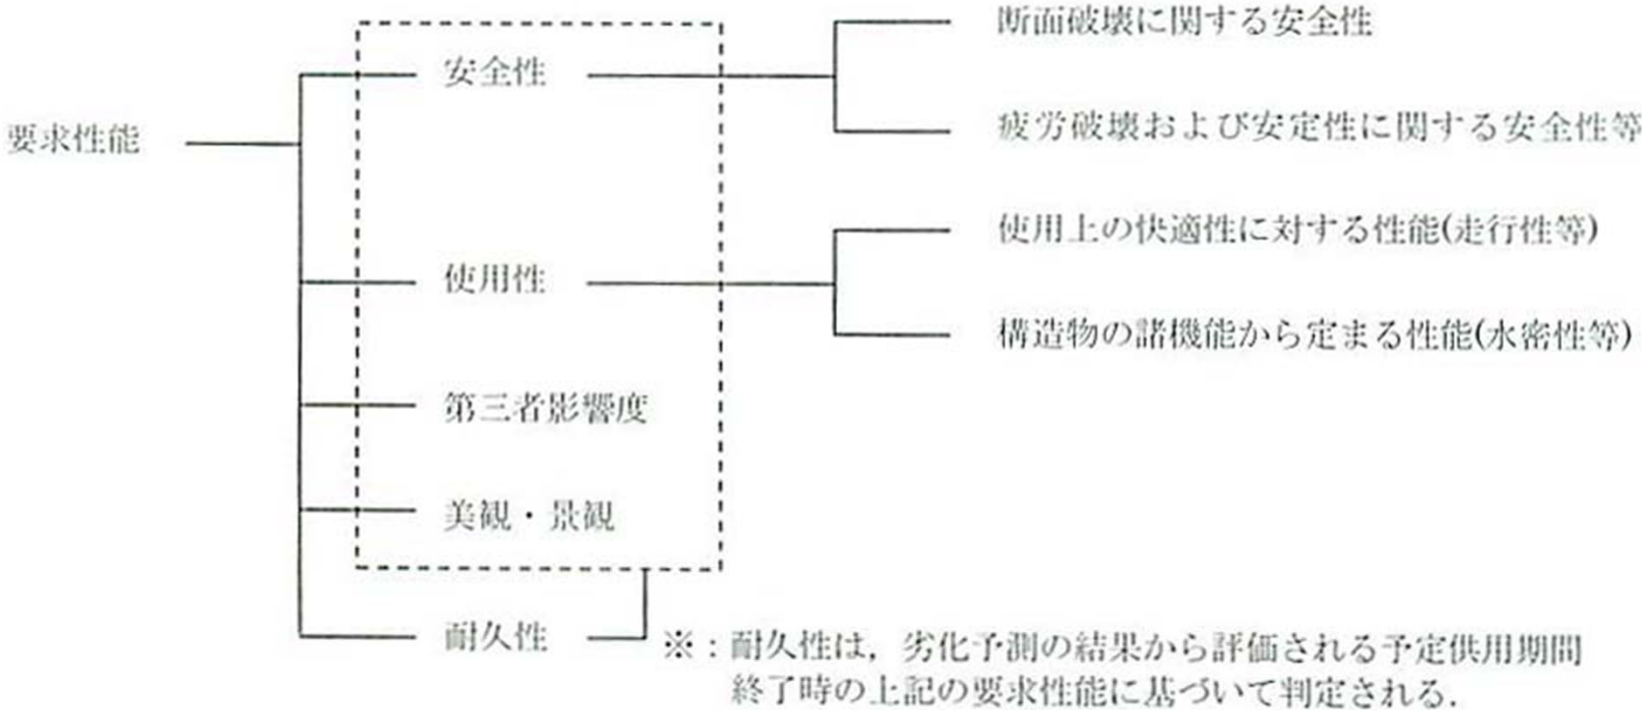 要求性能
安全性
断面破壊に関する安全性
疲労破壊および安定性に関する安全性等
使用性
使用上の快適性に対する性能(走行性等)
構造物の諸機能から定まる性能(水密性等)
第三者影響度
美観・景観
耐久性
※:耐久性は,劣化予測の結果から評価される予定供用期間
終了時の上記の要求性能に基づいて判定される.